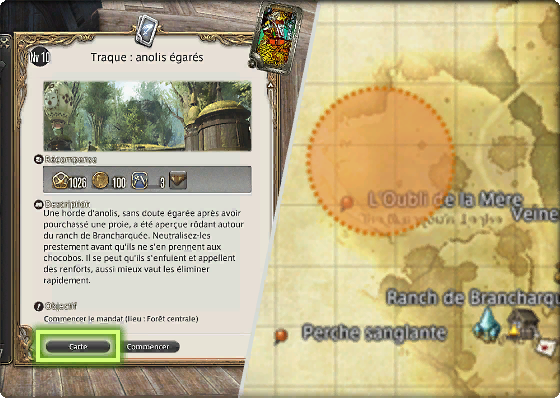 Nv 10
Traque : anolis égarés
Récompense
1026
100
3
Description
Une horde d'anolis, sans doute égarée après avoir
pourchassé une proie, a été aperçue rôdant autour
du ranch de Brancharquée. Neutralisez-les
prestement avant qu'ils ne s'en prennent aux
chocobos. Il se peut qu'ils s'enfuient et appellent
des renforts, aussi mieux vaut les éliminer
rapidement.
Objectif
Commencer le mandat (lieu : Forêt centrale)
Carte
Commencer
L'Oubli de la Mère
Veine
Ranch de Brancharqu
Perche sanglante